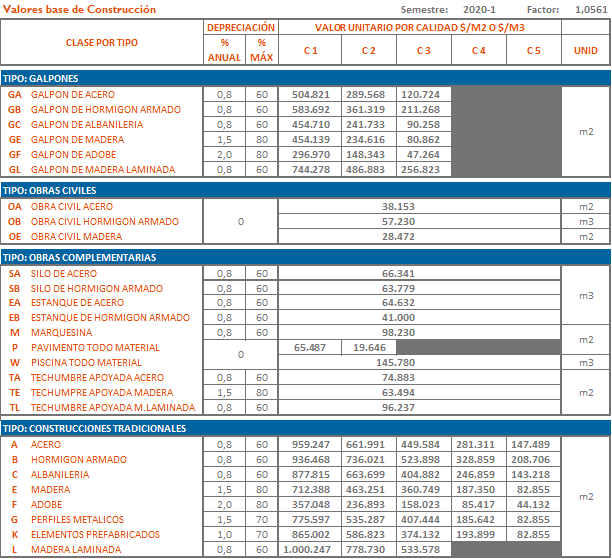 Valores base de Construcción Semestre: 2020-1 Factor: 1,0561
CLASE POR TIPO DEPRECIACIÓN VALOR UNITARIO POR CALIDAD $/M2 O $/M3
% ANUAL % MÁX C 1 C 2 C 3 C 4 C 5 UNID
TIPO: GALPONES
GA GALPON DE ACERO 0,8 60 504.821 289.568 120.724
GB GALPON DE HORMIGON ARMADO 0,8 60 583.692 361.319 211.268
GC GALPON DE ALBANILERIA 0,8 60 454.710 241.733 90.258
m2
GE GALPON DE MADERA 1,5 80 454.139 234.616 80.862
GF GALPON DE ADOBE 2,0 80 296.970 148.343 47.264
GL GALPON DE MADERA LAMINADA 0,8 60 744.278 486.883 256.823
TIPO: OBRAS CIVILES
OA OBRA CIVIL ACERO 38.153 m2
OB OBRA CIVIL HORMIGON ARMADO 0 57.230 m3
OE OBRA CIVIL MADERA 28.472 m2
TIPO: OBRAS COMPLEMENTARIAS
SA SILO DE ACERO 0,8 60 66.341
SB SILO DE HORMIGON ARMADO 0,8 60 63.779
m3
EA ESTANQUE DE ACERO 0,8 60 64.632
EB ESTANQUE DE HORMIGON ARMADO 0,8 60 41.000
M MARQUESINA 0,8 60 98.230
m2
P PAVIMENTO TODO MATERIAL 65.487 19.646
0
W PISCINA TODO MATERIAL 145.780 m3
TA TECHUMBRE APOYADA ACERO 0,8 60 74.883
TE TECHUMPRE APOYADA MADERA 1,5 80 63.494 m2
TL TECHUMBRE APOYADA M.LAMINADA 0,8 60 96.237
TIPO: CONSTRUCCIONES TRADICIONALES
A ACERO 0,8 60 959.247 661.991 449.584 281.311 147.489
B HORMIGON ARMADO 0,8 60 936.468 736.021 523.898 328.859 208.706
C ALBANILERIA 0,8 60 877.815 663.699 404.882 246.859 143.218
E MADERA 1,5 80 712.388 463.251 360.749 187.350 82.855
m2
F ADOBE 2,0 80 357.048 236.893 158.023 85.417 44.132
G PERFILES METALICOS 1,5 70 775.597 535.287 407.444 185.642 82.855
K ELEMENTOS PREFABRICADOS 1,0 70 865.002 586.823 374.132 193.899 82.855
L MADERA LAMINADA 0,8 60 1.000.247 778.730 533.578